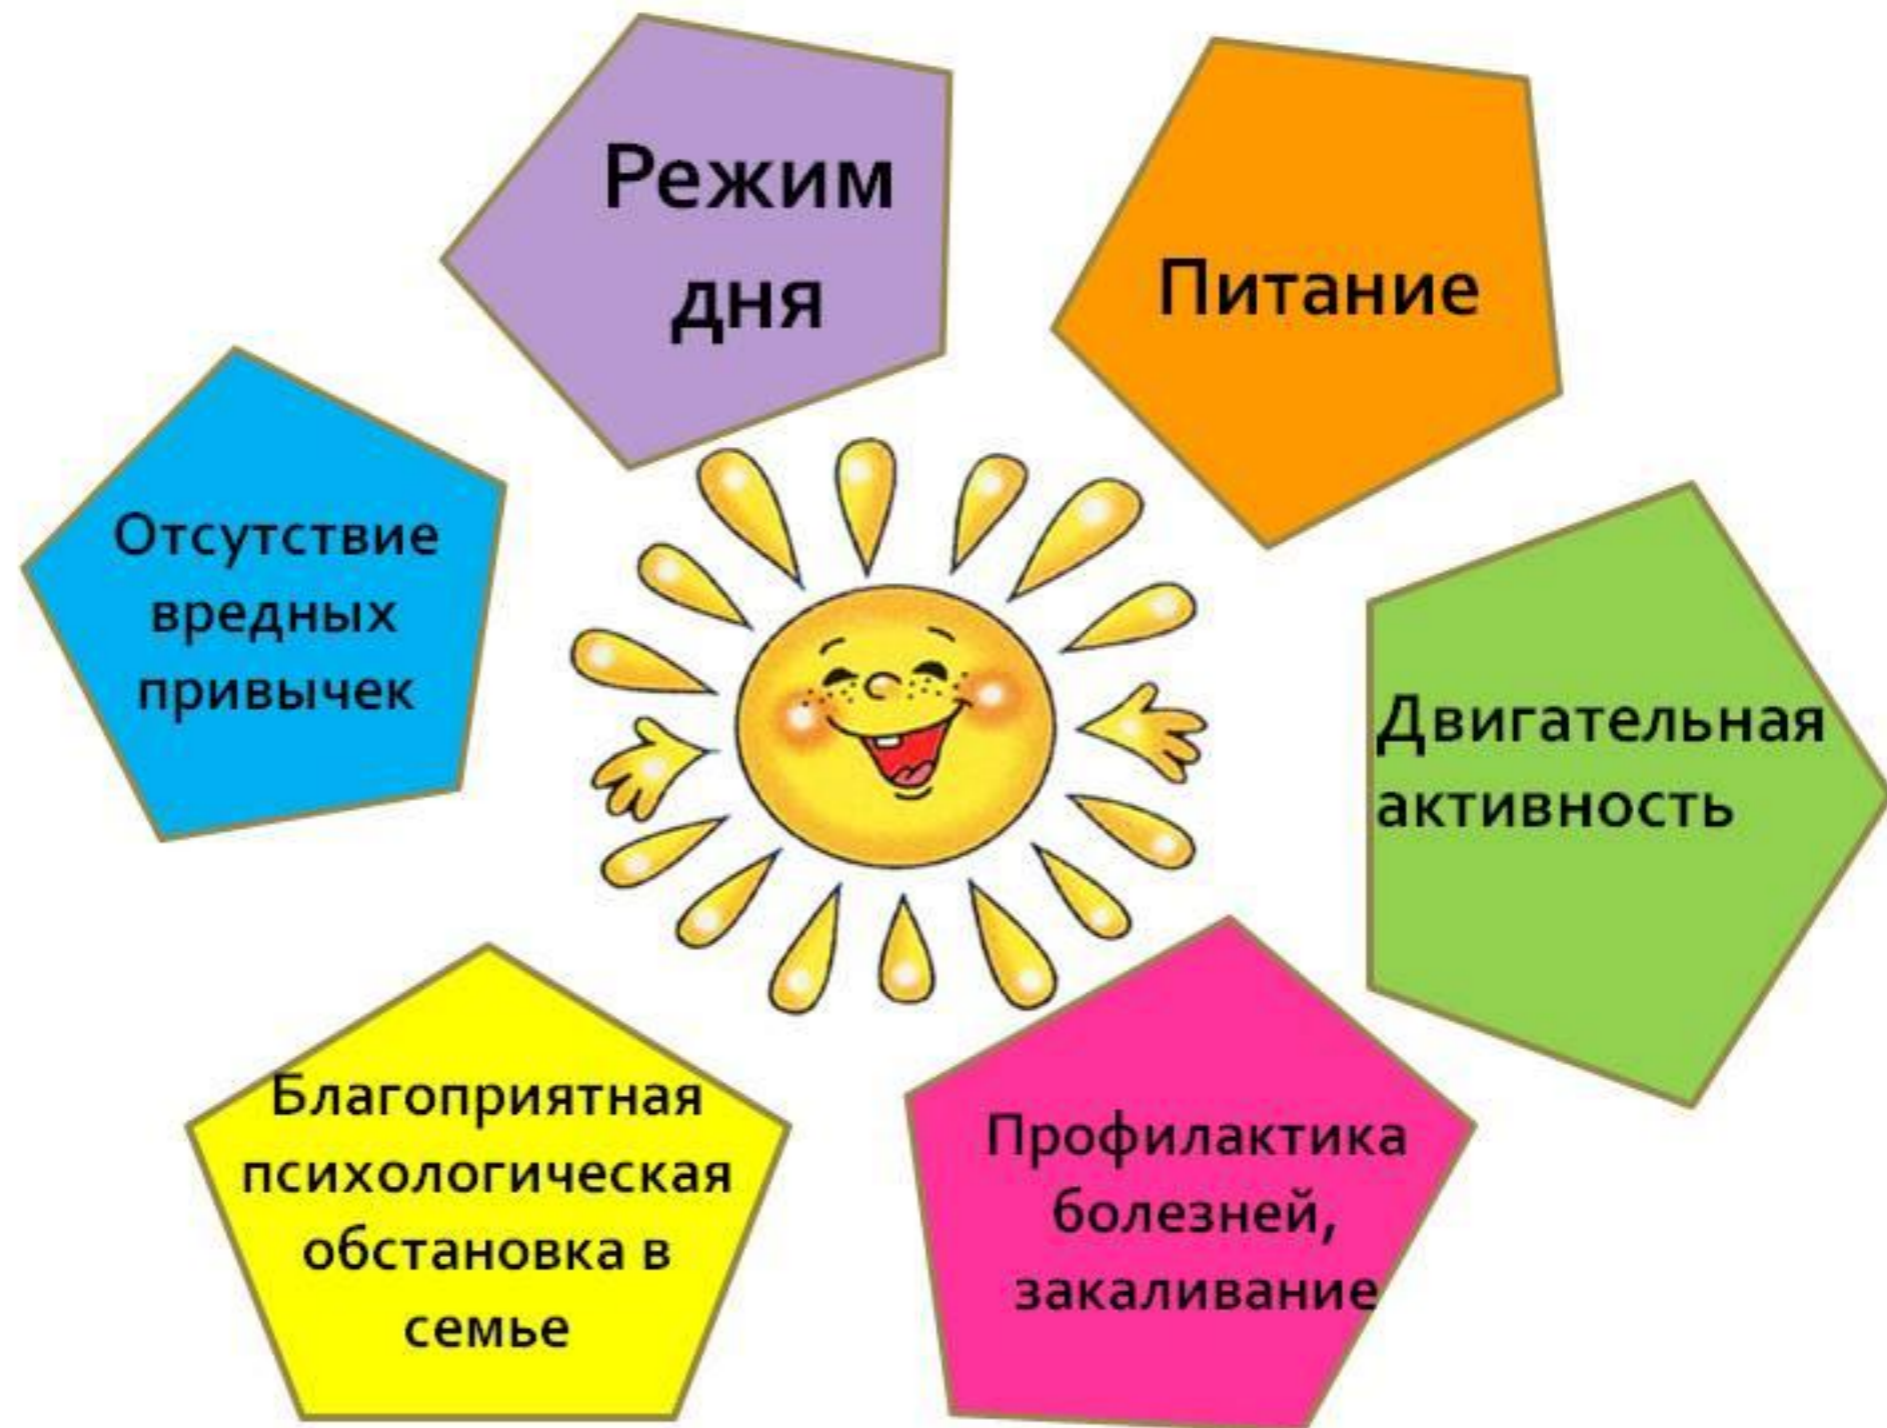 Режим
дня
Питание
Отсутствие
вредных
привычек
Двигательная
активность
Благоприятная
психологическая
обстановка в
семье
Профилактика
болезней,
закаливание